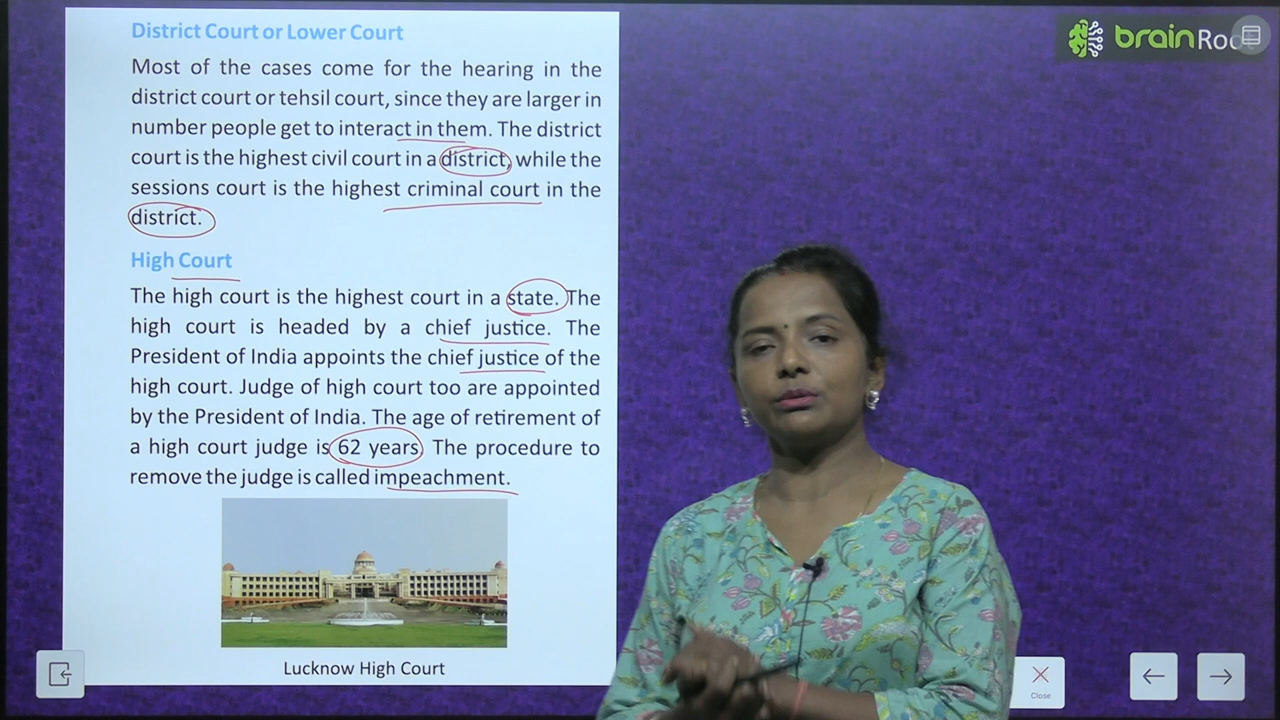 District Court or Lower Court
Most of the cases come for the hearing in the
district court or tehsil court, since they are larger in
number people get to interact in them. The district
court is the highest civil court in a district, while the
sessions court is the highest criminal court in the
district.
High Court
The high court is the highest court in a state. The
high court is headed by a chief justice. The
President of India appoints the chief justice of the
high court. Judge of high court too are appointed
by the President of India. The age of retirement of
a high court judge is 62 years. The procedure to
remove the judge is called impeachment.
Lucknow High Court
brainRoot
Close